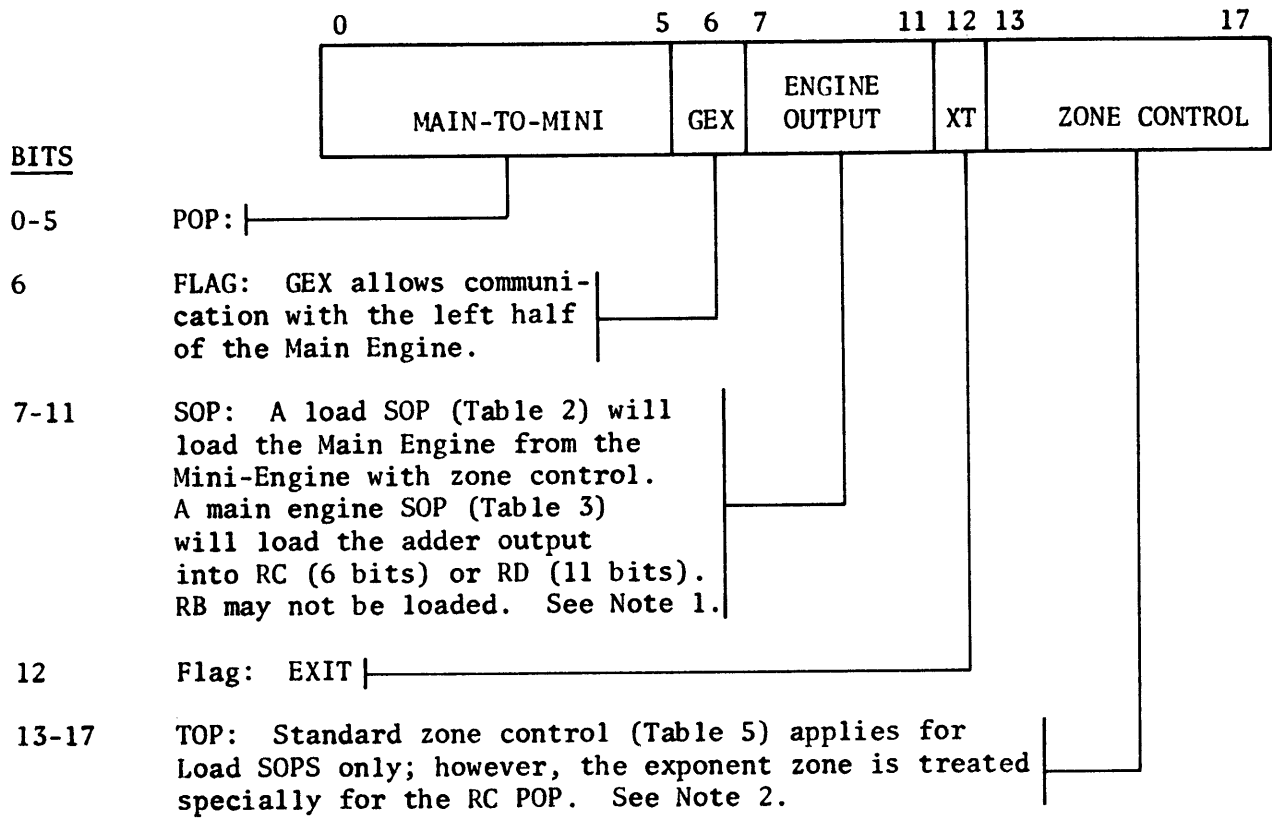 0 5 6 7 11 12 13 17
ENGINE
MAIN-TO-MINI GEX OUTPUT XT ZONE CONTROL
BITS
0-5 POP:
6 FLAG: GEX allows communi-
cation with the left half
of the Main Engine.
7-11 SOP: A load SOP (Table 2) will
load the Main Engine from the
Mini-Engine with zone control.
A main engine SOP (Table 3)
will load the adder output
into RC (6 bits) or RD (11 bits).
RB may not be loaded. See Note 1.
12 Flag: EXIT
13-17 TOP: Standard zone control (Table 5) applies for
Load SOPS only; however, the exponent zone is treated
specially for the RC POP. See Note 2.